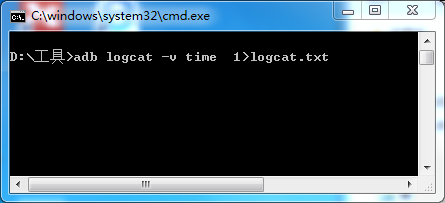 C:\windows\system32\cmd.exe
D:\工具>adb logcat -v time  1>logcat.txt